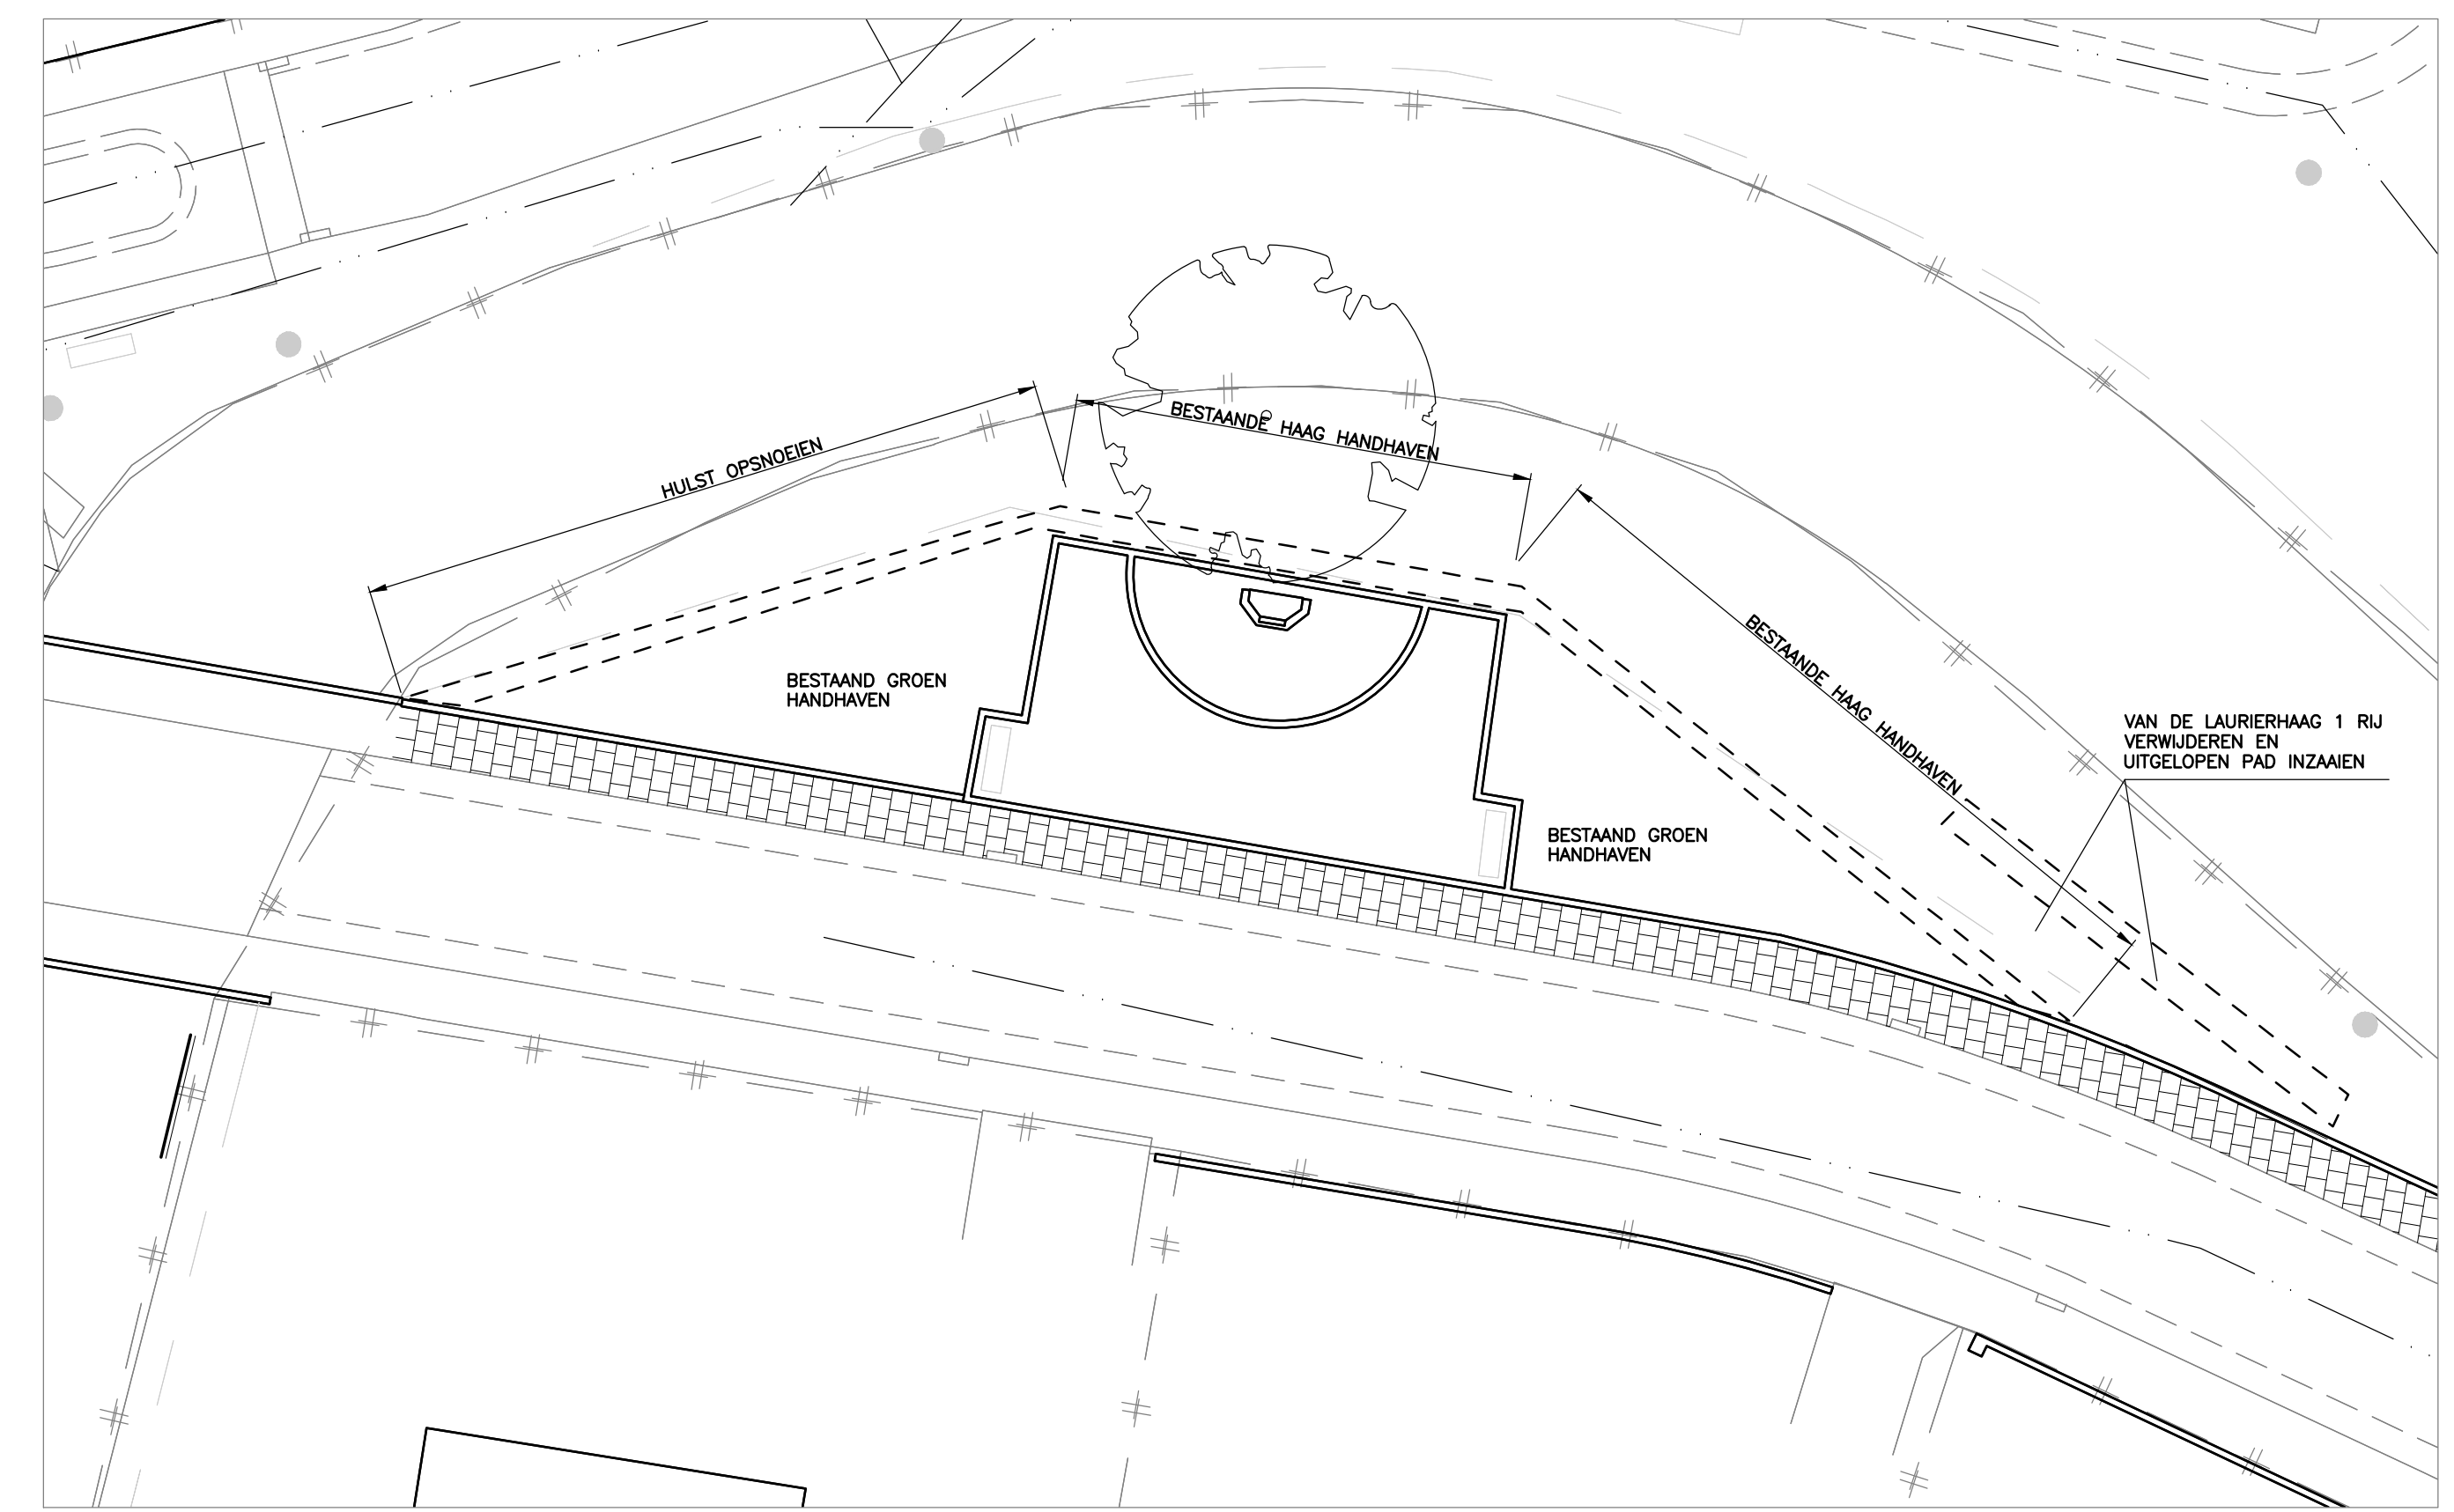 HULST OPSNOEIEN
BESTAANDE HAAG HANDHAVEN
BESTAANDE HAAG HANDHAVEN
BESTAAND GROEN
HANDHAVEN
VAN DE LAURIERHAAG 1 RIJ
VERWIJDEREN EN
UITGELOPEN PAD INZAAIEN
BESTAAND GROEN
HANDHAVEN